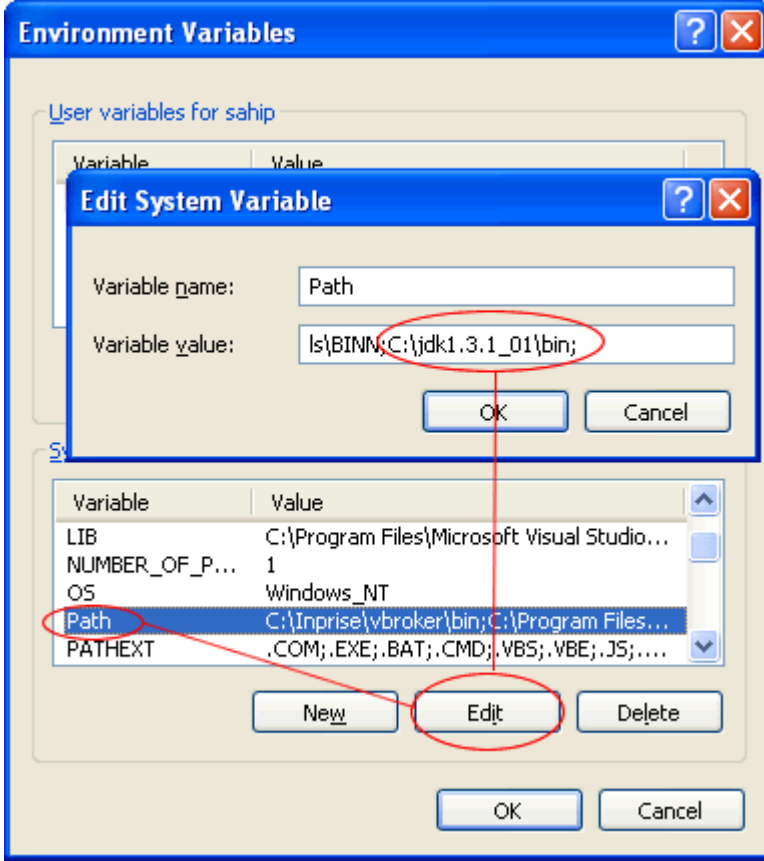 Environment Variables
User variables for sahip
Variable Value
Edit System Variable
Variable name: Path
Variable value: ls\BINN;C:\jdk1.3.1_01\bin;
OK Cancel
Sy
Variable Value
LIB C:\Program Files\Microsoft Visual Studio...
NUMBER_OF_P... 1
OS Windows_NT
Path C:\Inprise\vbroker\bin;C:\Program Files...
PATHEXT .COM;.EXE;.BAT;.CMD;.VBS;.VBE;.JS;....
New Edit Delete
OK Cancel